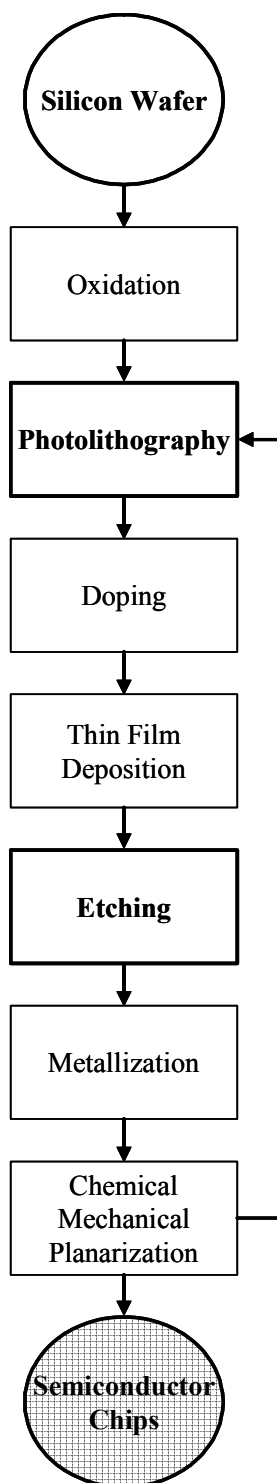 Silicon Wafer
Oxidation
Photolithography
Doping
Thin Film
Deposition
Etching
Metallization
Chemical
Mechanical
Planarization
Semiconductor
Chips